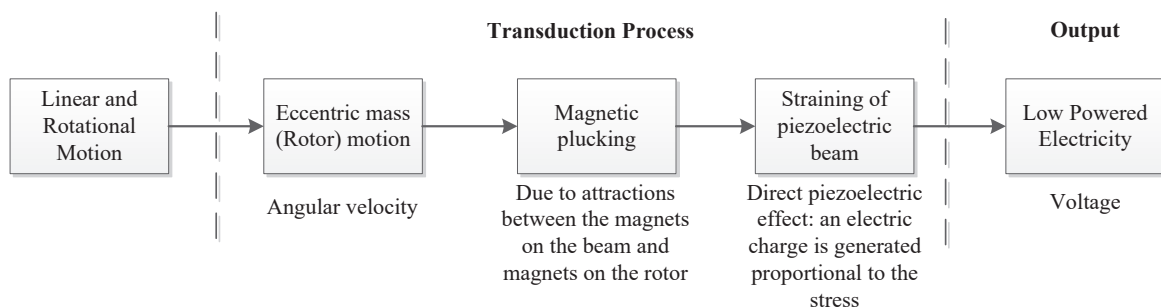 Transduction Process
Output
Linear and
Rotational
Motion
Eccentric mass
(Rotor) motion
Angular velocity
Magnetic
plucking
Due to attractions
between the magnets
on the beam and
magnets on the rotor
Straining of
piezoelectric
beam
Direct piezoelectric
effect: an electric
charge is generated
proportional to the
stress
Low Powered
Electricity
Voltage